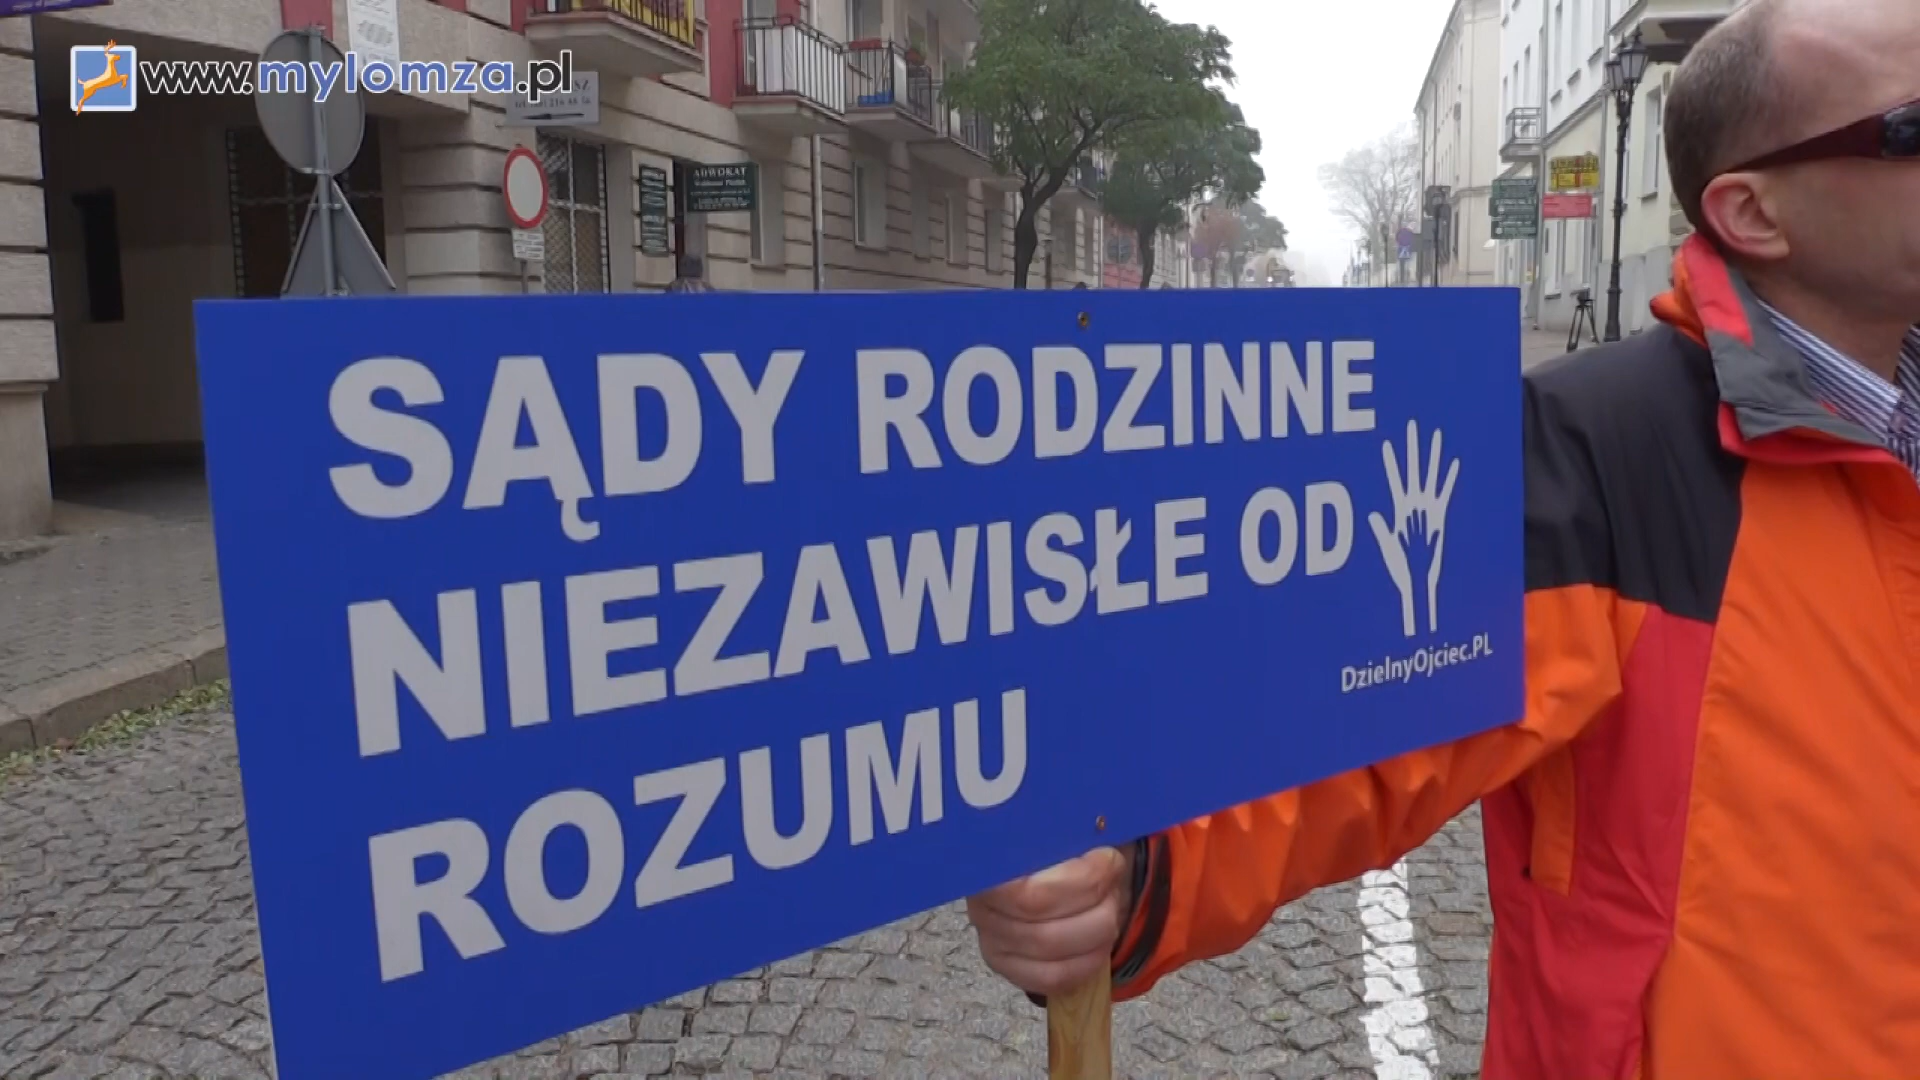 www.mylomza.pl
ADWOKAT
SĄDY RODZINNE
NIEZAWISŁE OD
ROZUMU
DzielnyOjciec.PL